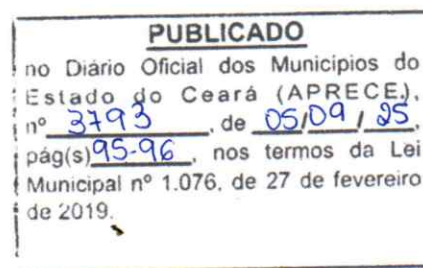 PUBLICADO
no Diário Oficial dos Municipios do
Estado do Ceará (APRECE),
nº 3793, de 05/09/25,
pág(s) 95-96, nos termos da Lei
Municipal nº 1.076, de 27 de fevereiro
de 2019.